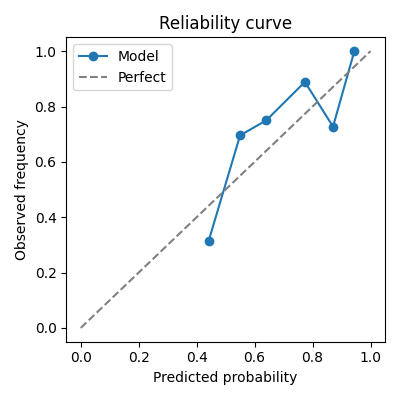 Reliability curve
Model
Perfect
Observed frequency
1.0
0.8
0.6
0.4
0.2
0.0
0.0 0.2 0.4 0.6 0.8 1.0
Predicted probability